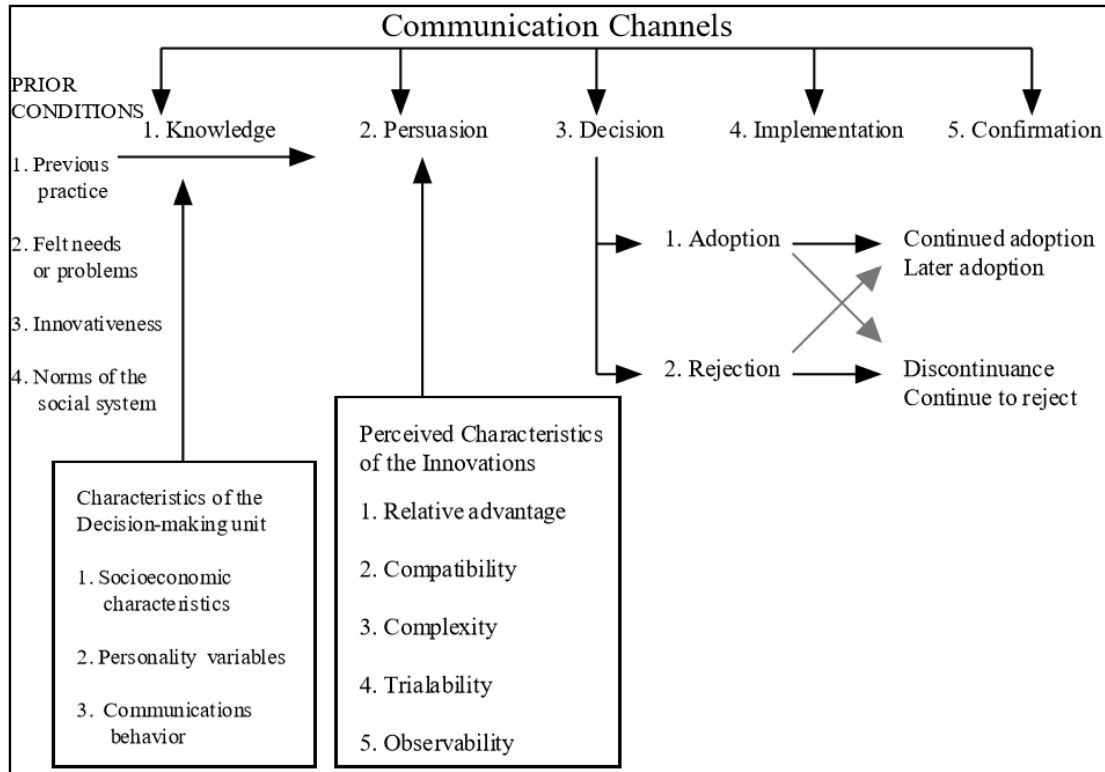 Communication Channels
PRIOR
CONDITIONS
1. Knowledge
2. Persuasion
3. Decision
4. Implementation
5. Confirmation
1. Previous
practice
2. Felt needs
or problems
3. Innovativeness
4. Norms of the
social system
1. Adoption
Continued adoption
Later adoption
2. Rejection
Discontinuance
Continue to reject
Characteristics of the
Decision-making unit
1. Socioeconomic
characteristics
2. Personality variables
3. Communications
behavior
Perceived Characteristics
of the Innovations
1. Relative advantage
2. Compatibility
3. Complexity
4. Trialability
5. Observability